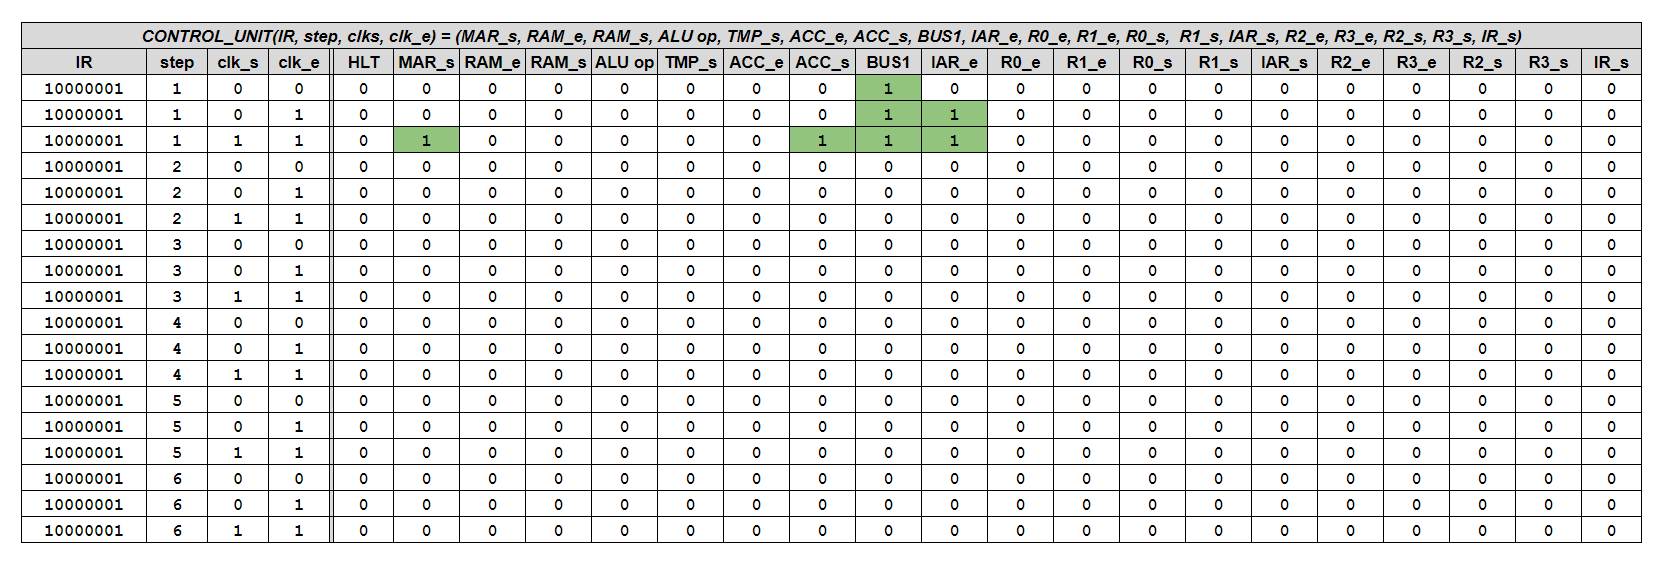 CONTROL_UNIT(IR, step, clks, clk_e) = (MAR_s, RAM_e, RAM_s, ALU op, TMP_s, ACC_e, ACC_s, BUS1, IAR_e, R0_e, R1_e, R0_s, R1_s, IAR_s, R2_e, R3_e, R2_s, R3_s, IR_s)
IR step clk_s clk_e HLT MAR_s RAM_e RAM_s ALU op TMP_s ACC_e ACC_s BUS1 IAR_e R0_e R1_e R0_s R1_s IAR_s R2_e R3_e R2_s R3_s IR_s
10000001 1 0 0 0 0 0 0 0 0 0 0 1 0 0 0 0 0 0 0 0 0 0 0
10000001 1 0 1 0 0 0 0 0 0 0 0 1 1 0 0 0 0 0 0 0 0 0 0
10000001 1 1 1 0 1 0 0 0 0 0 1 1 1 0 0 0 0 0 0 0 0 0 0
10000001 2 0 0 0 0 0 0 0 0 0 0 0 0 0 0 0 0 0 0 0 0 0 0
10000001 2 0 1 0 0 0 0 0 0 0 0 0 0 0 0 0 0 0 0 0 0 0 0
10000001 2 1 1 0 0 0 0 0 0 0 0 0 0 0 0 0 0 0 0 0 0 0 0
10000001 3 0 0 0 0 0 0 0 0 0 0 0 0 0 0 0 0 0 0 0 0 0 0
10000001 3 0 1 0 0 0 0 0 0 0 0 0 0 0 0 0 0 0 0 0 0 0 0
10000001 3 1 1 0 0 0 0 0 0 0 0 0 0 0 0 0 0 0 0 0 0 0 0
10000001 4 0 0 0 0 0 0 0 0 0 0 0 0 0 0 0 0 0 0 0 0 0 0
10000001 4 0 1 0 0 0 0 0 0 0 0 0 0 0 0 0 0 0 0 0 0 0 0
10000001 4 1 1 0 0 0 0 0 0 0 0 0 0 0 0 0 0 0 0 0 0 0 0
10000001 5 0 0 0 0 0 0 0 0 0 0 0 0 0 0 0 0 0 0 0 0 0 0
10000001 5 0 1 0 0 0 0 0 0 0 0 0 0 0 0 0 0 0 0 0 0 0 0
10000001 5 1 1 0 0 0 0 0 0 0 0 0 0 0 0 0 0 0 0 0 0 0 0
10000001 6 0 0 0 0 0 0 0 0 0 0 0 0 0 0 0 0 0 0 0 0 0 0
10000001 6 0 1 0 0 0 0 0 0 0 0 0 0 0 0 0 0 0 0 0 0 0 0
10000001 6 1 1 0 0 0 0 0 0 0 0 0 0 0 0 0 0 0 0 0 0 0 0